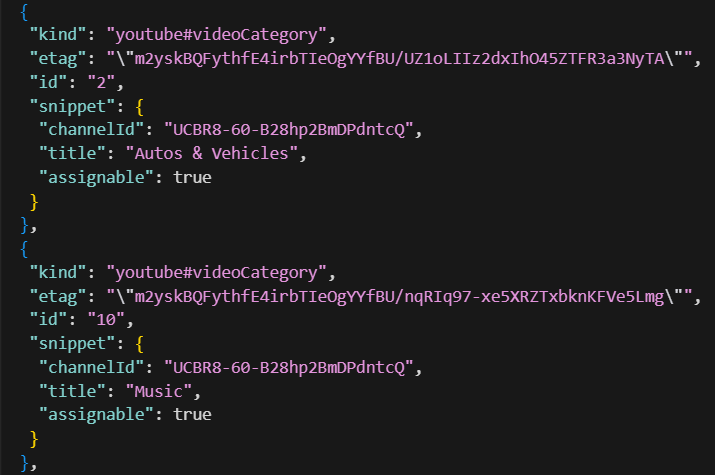 {
"kind": "youtube#videoCategory",
"etag": "\"m2yskBQFythfE4irbTIeOgYYfBU/UZ1oLIIz2dxIhO45ZTFR3a3NyTA\"",
"id": "2",
"snippet": {
"channelId": "UCBR8-60-B28hp2BmDPdntcQ",
"title": "Autos & Vehicles",
"assignable": true
}
},
{
"kind": "youtube#videoCategory",
"etag": "\"m2yskBQFythfE4irbTIeOgYYfBU/nqRIq97-xe5XRZTxbknKFVe5Lmg\"",
"id": "10",
"snippet": {
"channelId": "UCBR8-60-B28hp2BmDPdntcQ",
"title": "Music",
"assignable": true
}
},